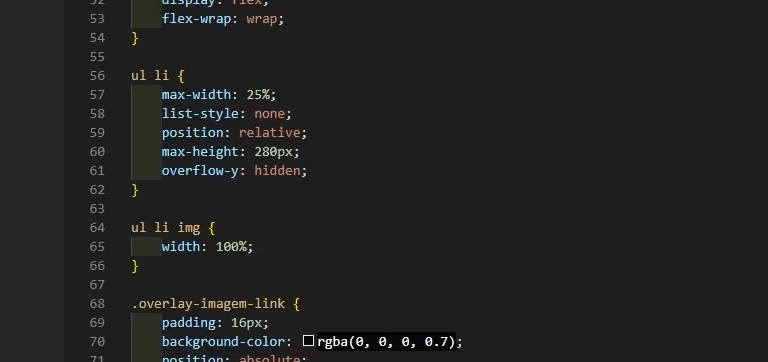 52 display: flex;
53 flex-wrap: wrap;
54 }
55
56 ul li {
57 max-width: 25%;
58 list-style: none;
59 position: relative;
60 max-height: 280px;
61 overflow-y: hidden;
62 }
63
64 ul li img {
65 width: 100%;
66 }
67
68 .overlay-imagem-link {
69 padding: 16px;
70 background-color: rgba(0, 0, 0, 0.7);
71 position: absolute;